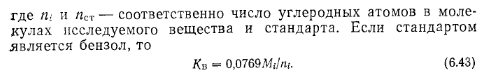 где ni и nст — соответственно число углеродных атомов в моле-
кулах исследуемого вещества и стандарта. Если стандартом
является бензол, то
Kв = 0,0769Mi/ni. (6.43)